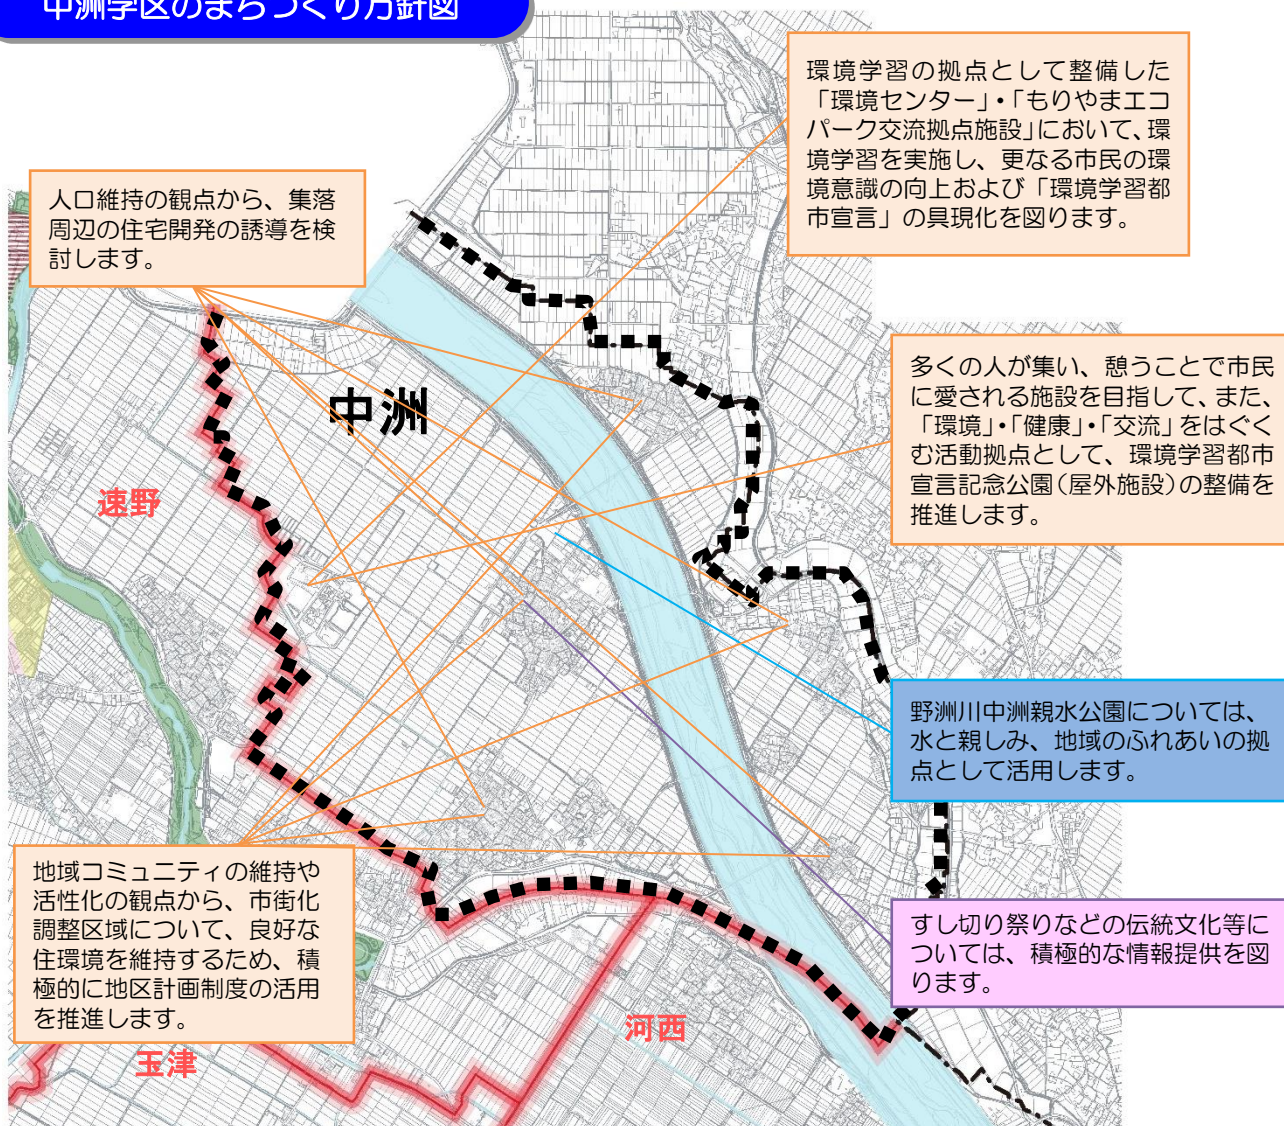 中洲学区のまちづくり方針図
環境学習の拠点として整備した
「環境センター」・「もりやまエコ
パーク交流拠点施設」において、環
境学習を実施し、更なる市民の環
境意識の向上および「環境学習都
市宣言」の具現化を図ります。
人口維持の観点から、集落
周辺の住宅開発の誘導を検
討します。
多くの人が集い、憩うことで市民
に愛される施設を目指して、また、
「環境」・「健康」・「交流」をはぐく
む活動拠点として、環境学習都市
宣言記念公園（屋外施設）の整備を
推進します。
中洲
速野
野洲川中洲親水公園については、
水と親しみ、地域のふれあいの拠
点として活用します。
地域コミュニティの維持や
活性化の観点から、市街化
調整区域について、良好な
住環境を維持するため、積
極的に地区計画制度の活用
を推進します。
すし切り祭りなどの伝統文化等に
ついては、積極的な情報提供を図
ります。
河西
玉津